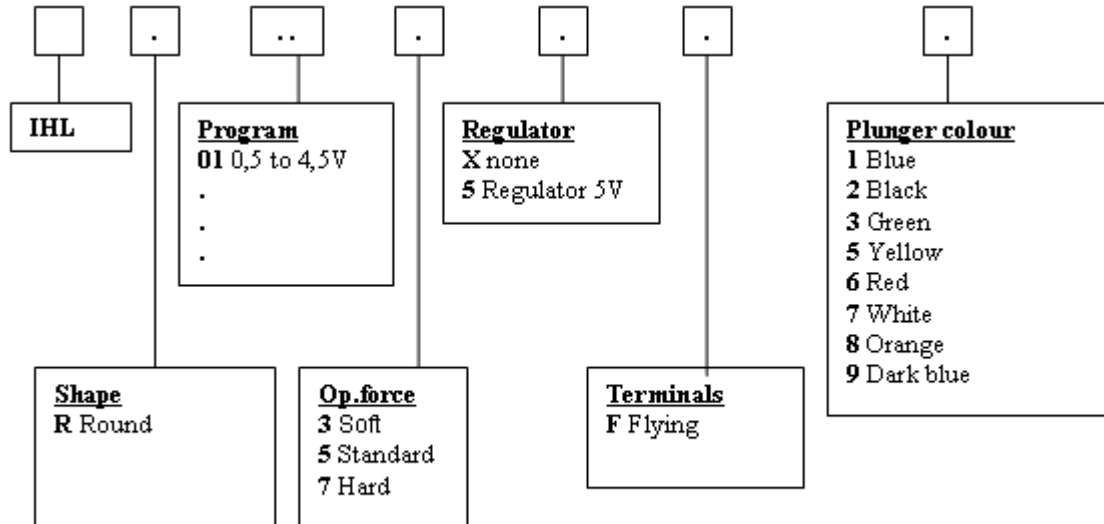 . .. . . . .
IHL
Program
01 0,5 to 4,5V
.
.
.
Regulator
X none
5 Regulator 5V
Plunger colour
1 Blue
2 Black
3 Green
5 Yellow
6 Red
7 White
8 Orange
9 Dark blue
Shape
R Round
Op.force
3 Soft
5 Standard
7 Hard
Terminals
F Flying